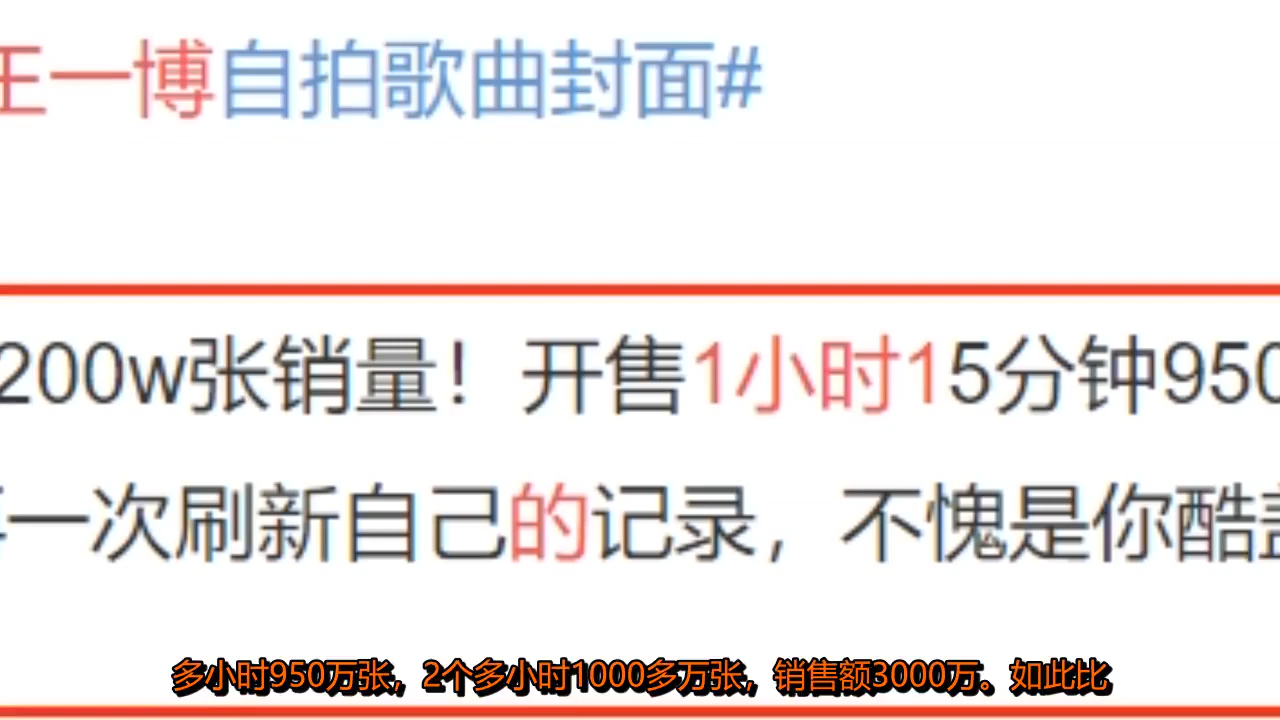 王一博自拍歌曲封面#
200w张销量！开售1小时15分钟950
一次刷新自己的记录，不愧是你酷盖
多小时950万张，2个多小时1000多万张，销售额3000万。如此比